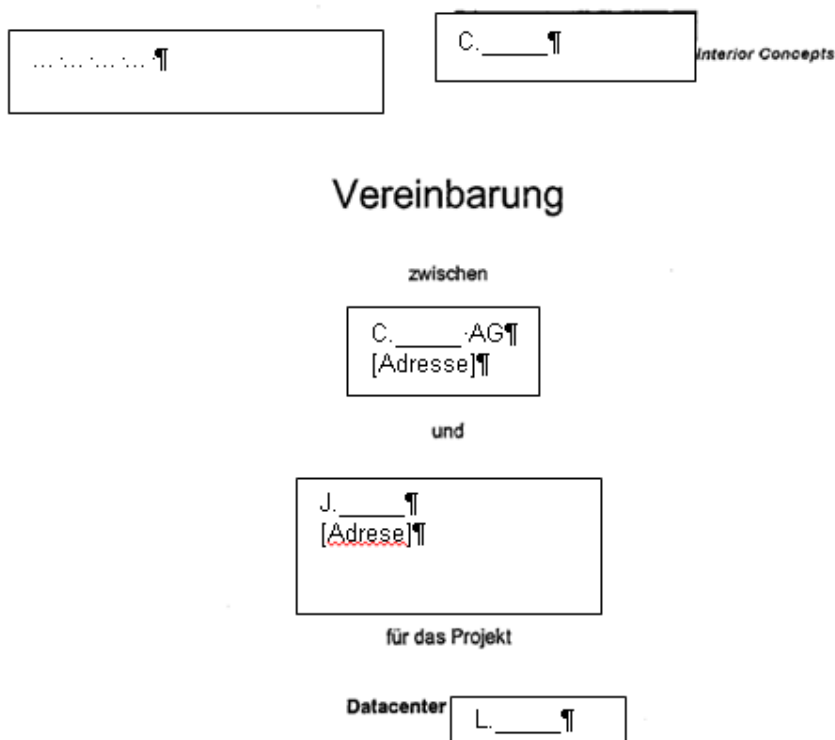 ... ·... ·... ·... ·¶
C.______¶
Interior Concepts
Vereinbarung
zwischen
C.______·AG¶
[Adresse]¶
und
J.______¶
[Adrese]¶
für das Projekt
Datacenter L.______¶